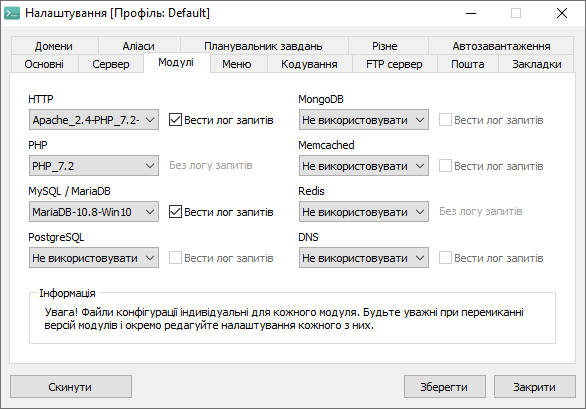 Налаштування [Профіль: Default]
Домени Аліаси Планувальник завдань Різне Автозавантаження
Основні Сервер Модулі Меню Кодування FTP сервер Пошта Закладки
HTTP
Apache_2.4-PHP_7.2- Вести лог запитів
PHP
PHP_7.2 Без логу запитів
MySQL / MariaDB
MariaDB-10.8-Win10 Вести лог запитів
PostgreSQL
Не використовувати Вести лог запитів
MongoDB
Не використовувати Вести лог запитів
Memcached
Не використовувати Вести лог запитів
Redis
Не використовувати Без логу запитів
DNS
Не використовувати Вести лог запитів
Інформація
Увага! Файли конфігурації індивідуальні для кожного модуля. Будьте уважні при перемиканні
версій модулів і окремо редагуйте налаштування кожного з них.
Скинути Зберегти Закрити